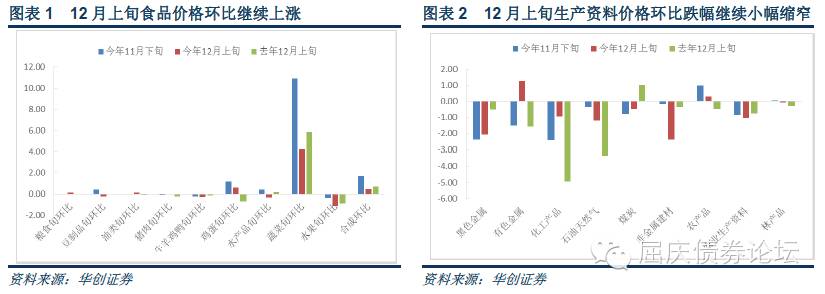 图表 1 12 月上旬食品价格环比继续上涨
今年11月下旬 今年12月上旬 去年12月上旬
12.00
10.00
8.00
6.00
4.00
2.00
0.00
-2.00
粮食旬环比
豆制品旬环比
油类旬环比
猪肉旬环比
牛羊鸡鸭旬环比
鸡蛋旬环比
水产品旬环比
蔬菜旬环比
水果旬环比
合成环比
资料来源：华创证券
图表 2 12 月上旬生产资料价格环比跌幅继续小幅缩窄
今年11月下旬 今年12月上旬 去年12月上旬
2.00
1.00
0.00
-1.00
-2.00
-3.00
-4.00
-5.00
-6.00
黑色金属
有色金属
化工产品
石油天然气
煤炭
非金属建材
农产品
业生产资料
林产品
资料来源：华创证券
屈庆债券论坛